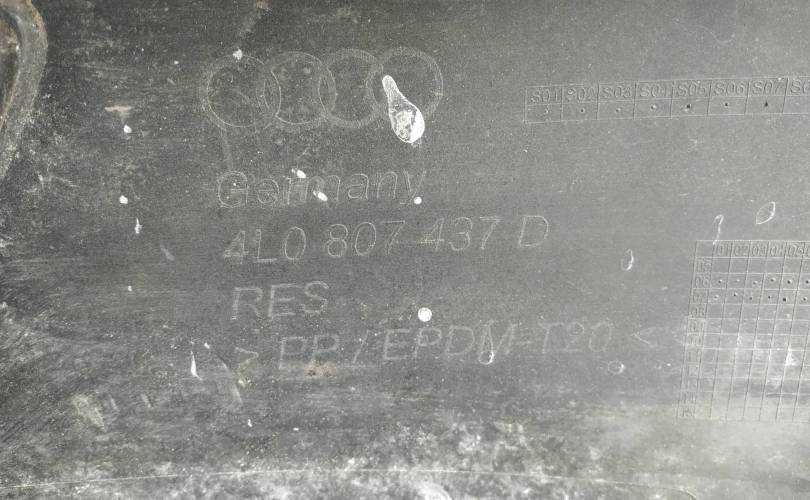 S01 S02 S03 S04 S05 S06 S07
Germany
4L0 807 437 D
RES
> PP / EPDM-T20 <